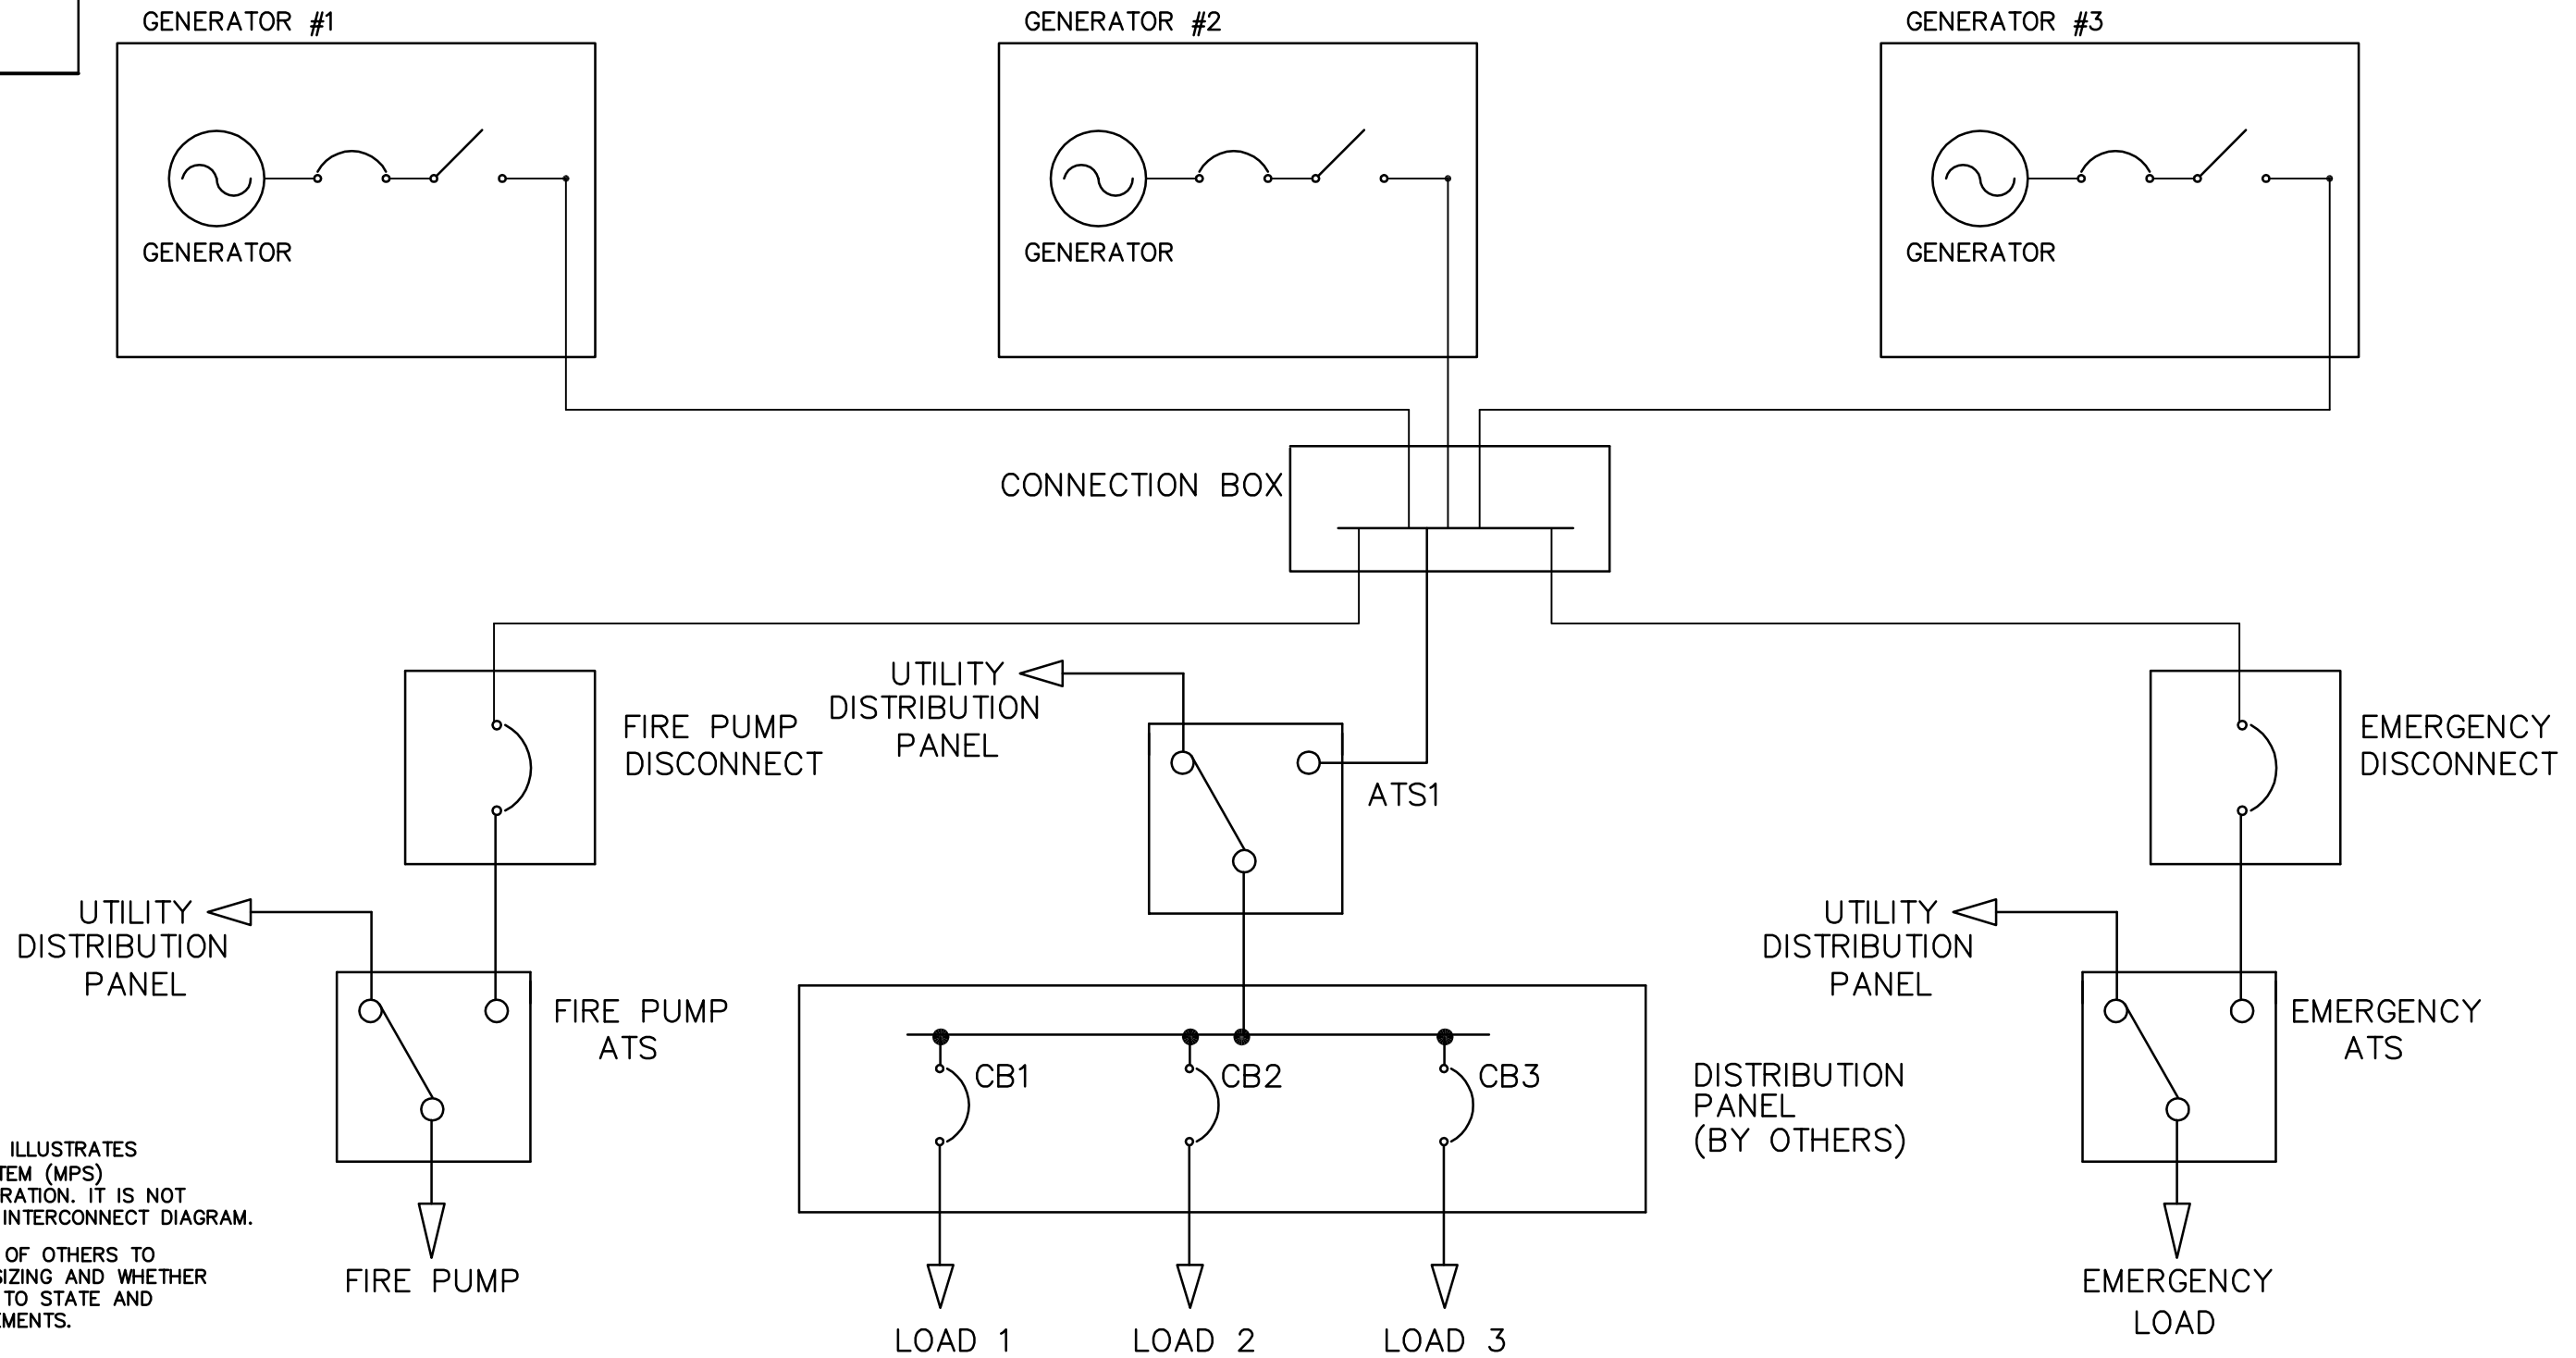 GENERATOR #1
GENERATOR #2
GENERATOR #3
GENERATOR
GENERATOR
GENERATOR
CONNECTION BOX
UTILITY
DISTRIBUTION
PANEL
FIRE PUMP
DISCONNECT
ATS1
EMERGENCY
DISCONNECT
UTILITY
DISTRIBUTION
PANEL
FIRE PUMP
ATS
UTILITY
DISTRIBUTION
PANEL
EMERGENCY
ATS
CB1
CB2
CB3
DISTRIBUTION
PANEL
(BY OTHERS)
ILLUSTRATES
(MPS)
IT IS NOT
INTERCONNECT DIAGRAM.
OF OTHERS TO
SIZING AND WHETHER
TO STATE AND
FIRE PUMP
LOAD 1
LOAD 2
LOAD 3
EMERGENCY
LOAD